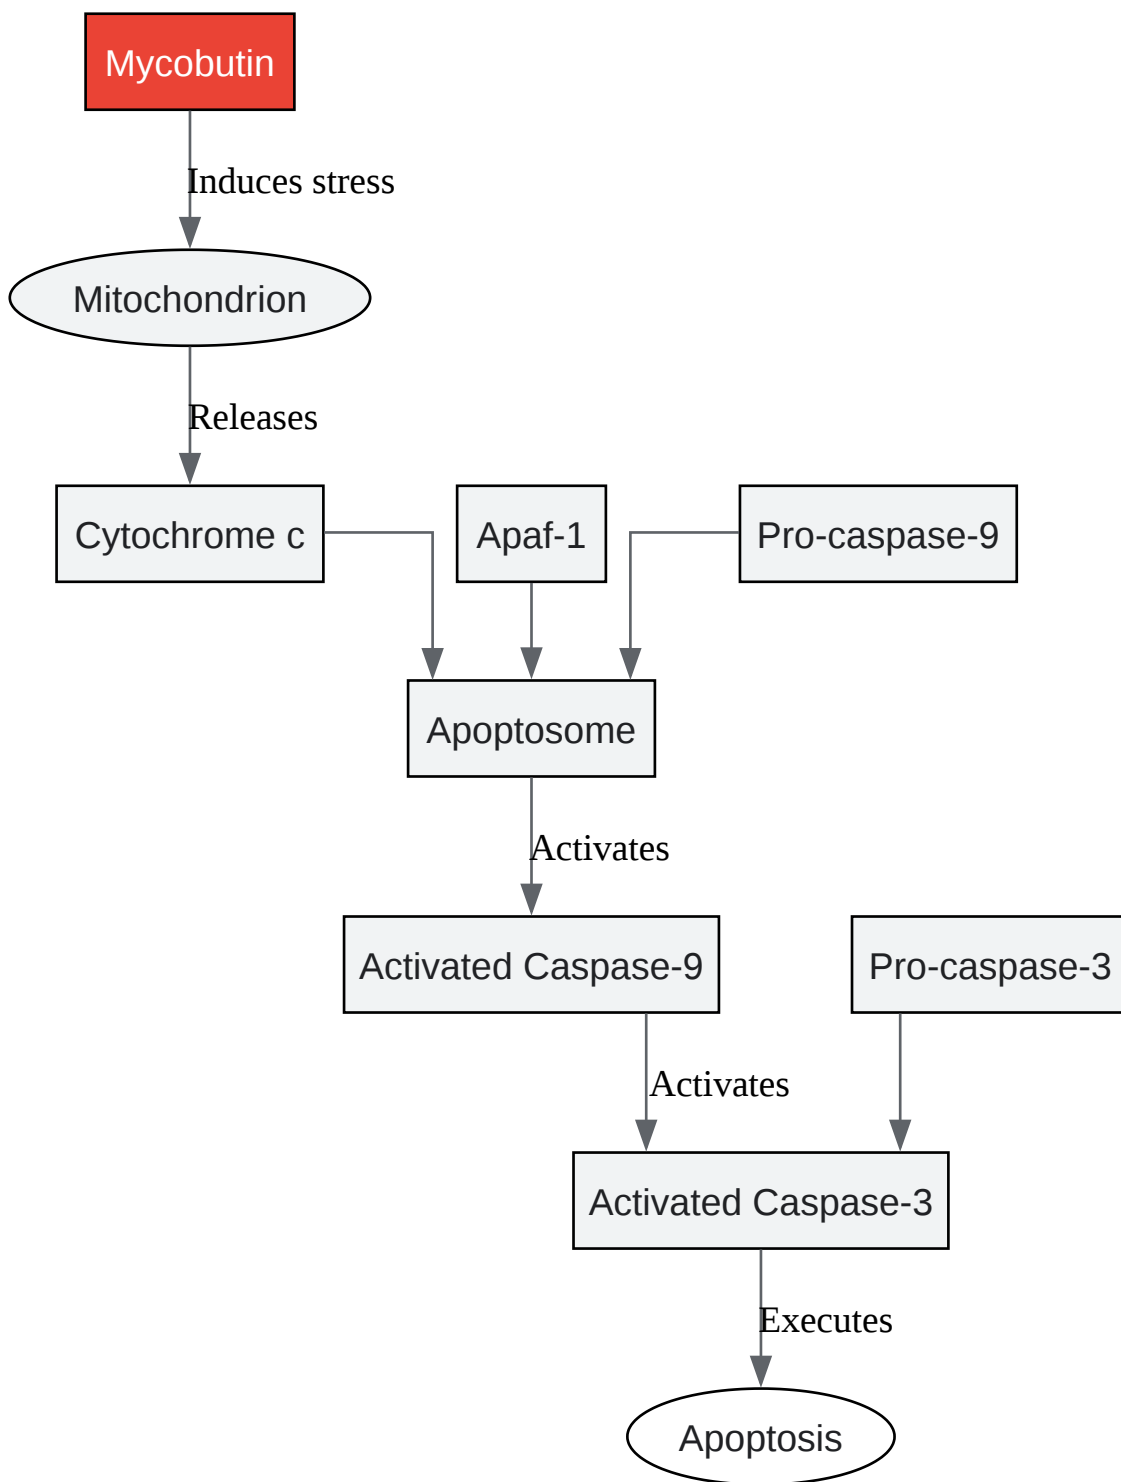 Mycobutin
Induces stress
Mitochondrion
Releases
Cytochrome c
Apaf-1
Pro-caspase-9
Apoptosome
Activates
Activated Caspase-9
Pro-caspase-3
Activates
Activated Caspase-3
Executes
Apoptosis